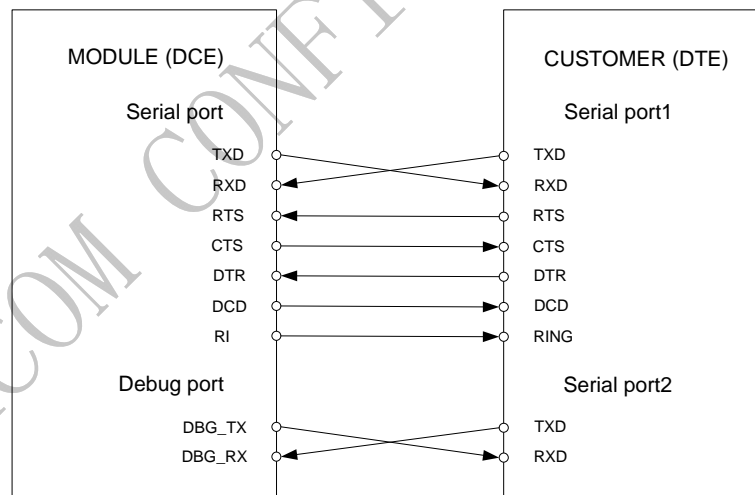 MODULE (DCE)
CUSTOMER (DTE)
Serial port
Serial port1
TXD
TXD
RXD
RXD
RTS
RTS
CTS
CTS
DTR
DTR
DCD
DCD
RI
RING
Debug port
Serial port2
DBG_TX
TXD
DBG_RX
RXD